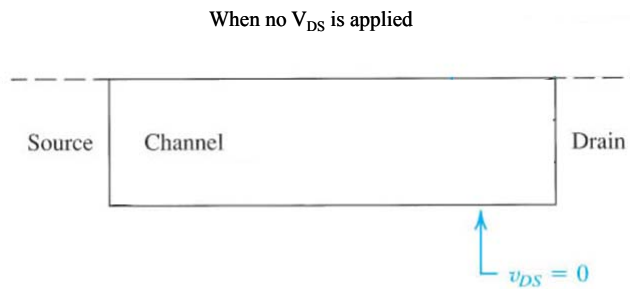 When no V_DS is applied
Source
Channel
Drain
v_DS = 0